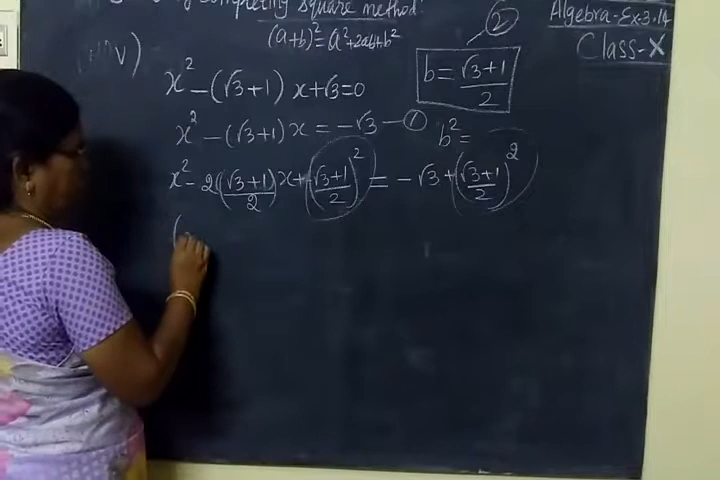 by completing square method.
(a+b)² = a²+2ab+b²
②
Algebra-Ex-3.14
Class-X
v)
x² -(√3+1) x+√3=0
b= √3+1/2
x² -(√3+1) x = -√3 —①
b²=
x² - 2((√3+1)/2)x+(√3+1/2)² = -√3 +(√3+1/2)²
(